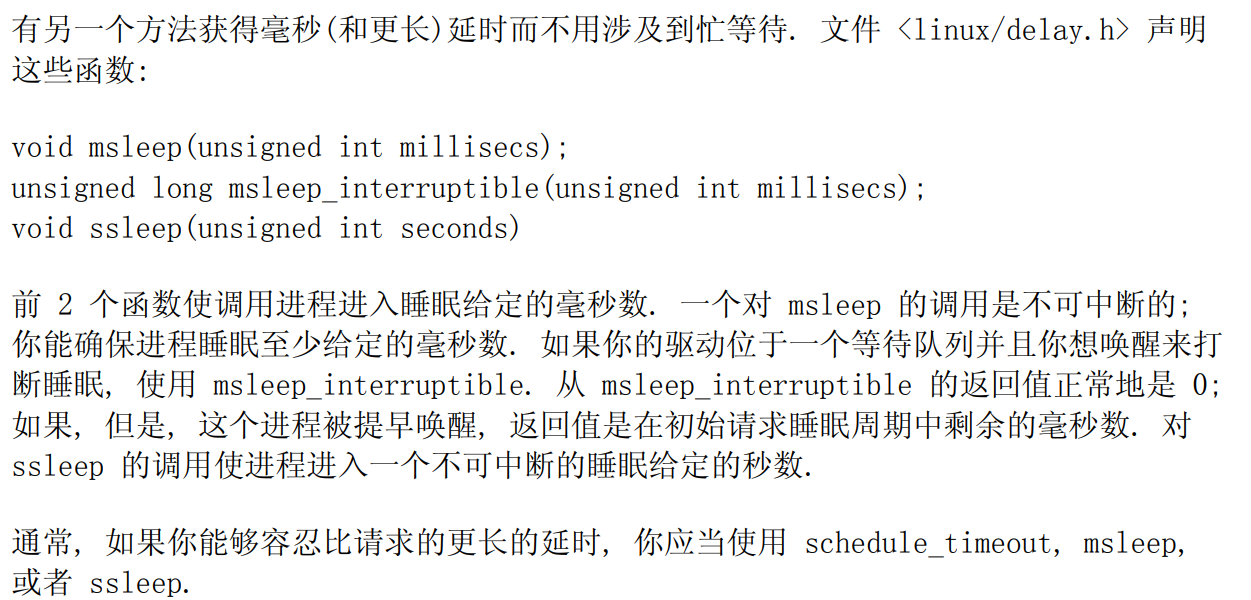 有另一个方法获得毫秒(和更长)延时而不用涉及到忙等待. 文件 <linux/delay.h> 声明
这些函数:
void msleep(unsigned int millisecs);
unsigned long msleep_interruptible(unsigned int millisecs);
void ssleep(unsigned int seconds)
前 2 个函数使调用进程进入睡眠给定的毫秒数. 一个对 msleep 的调用是不可中断的;
你能确保进程睡眠至少给定的毫秒数. 如果你的驱动位于一个等待队列并且你想唤醒来打
断睡眠, 使用 msleep_interruptible. 从 msleep_interruptible 的返回值正常地是 0;
如果, 但是, 这个进程被提早唤醒, 返回值是在初始请求睡眠周期中剩余的毫秒数. 对
ssleep 的调用使进程进入一个不可中断的睡眠给定的秒数.
通常, 如果你能够容忍比请求的更长的延时, 你应当使用 schedule_timeout, msleep,
或者 ssleep.